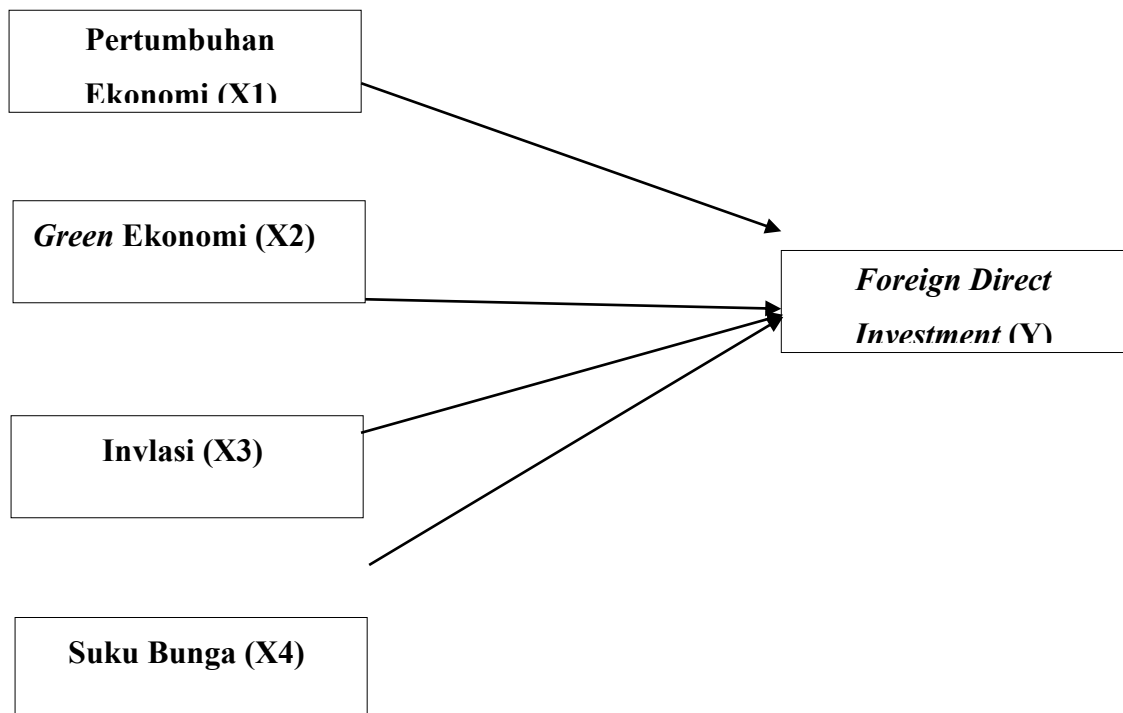 Pertumbuhan
Ekonomi (X1)
Green Ekonomi (X2)
Foreign Direct
Investment (Y)
Invlasi (X3)
Suku Bunga (X4)